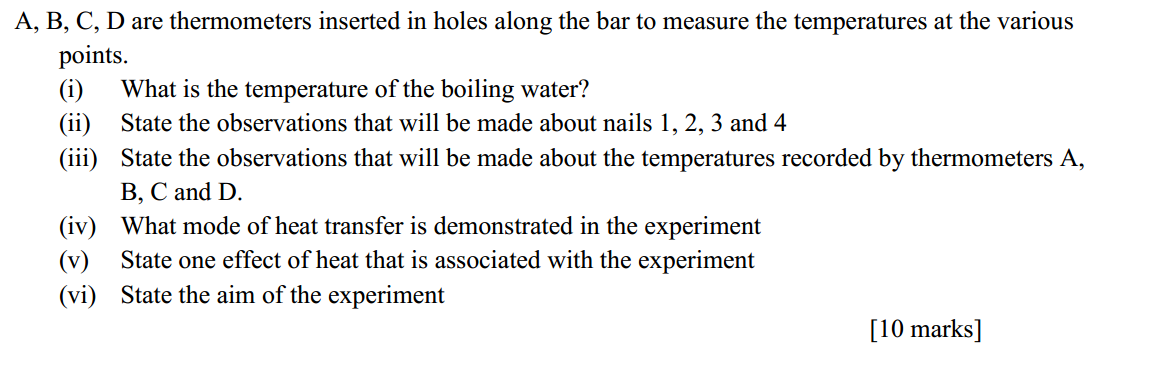 A, B, C, D are thermometers inserted in holes along the bar to measure the temperatures at the various
points.
(i) What is the temperature of the boiling water?
(ii) State the observations that will be made about nails 1, 2, 3 and 4
(iii) State the observations that will be made about the temperatures recorded by thermometers A,
B, C and D.
(iv) What mode of heat transfer is demonstrated in the experiment
(v) State one effect of heat that is associated with the experiment
(vi) State the aim of the experiment
[10 marks]